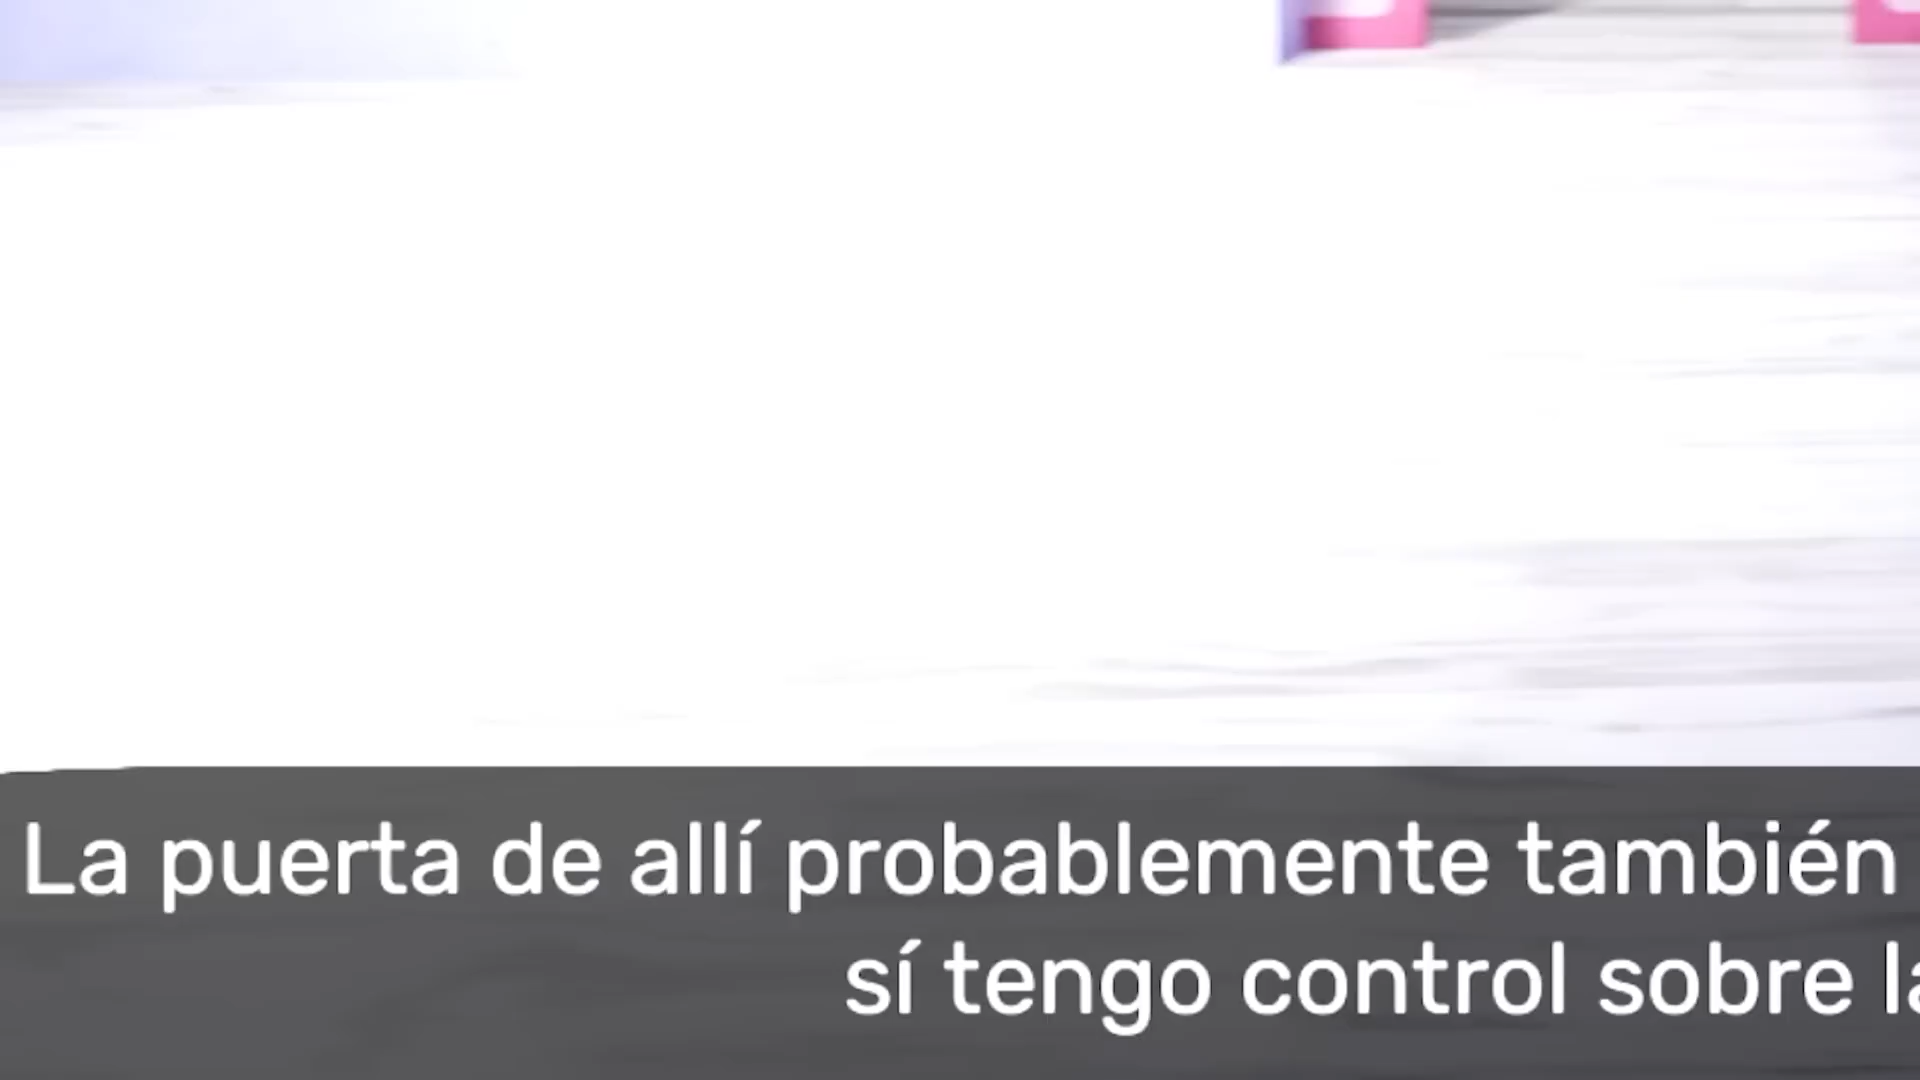 La puerta de allí probablemente también
sí tengo control sobre